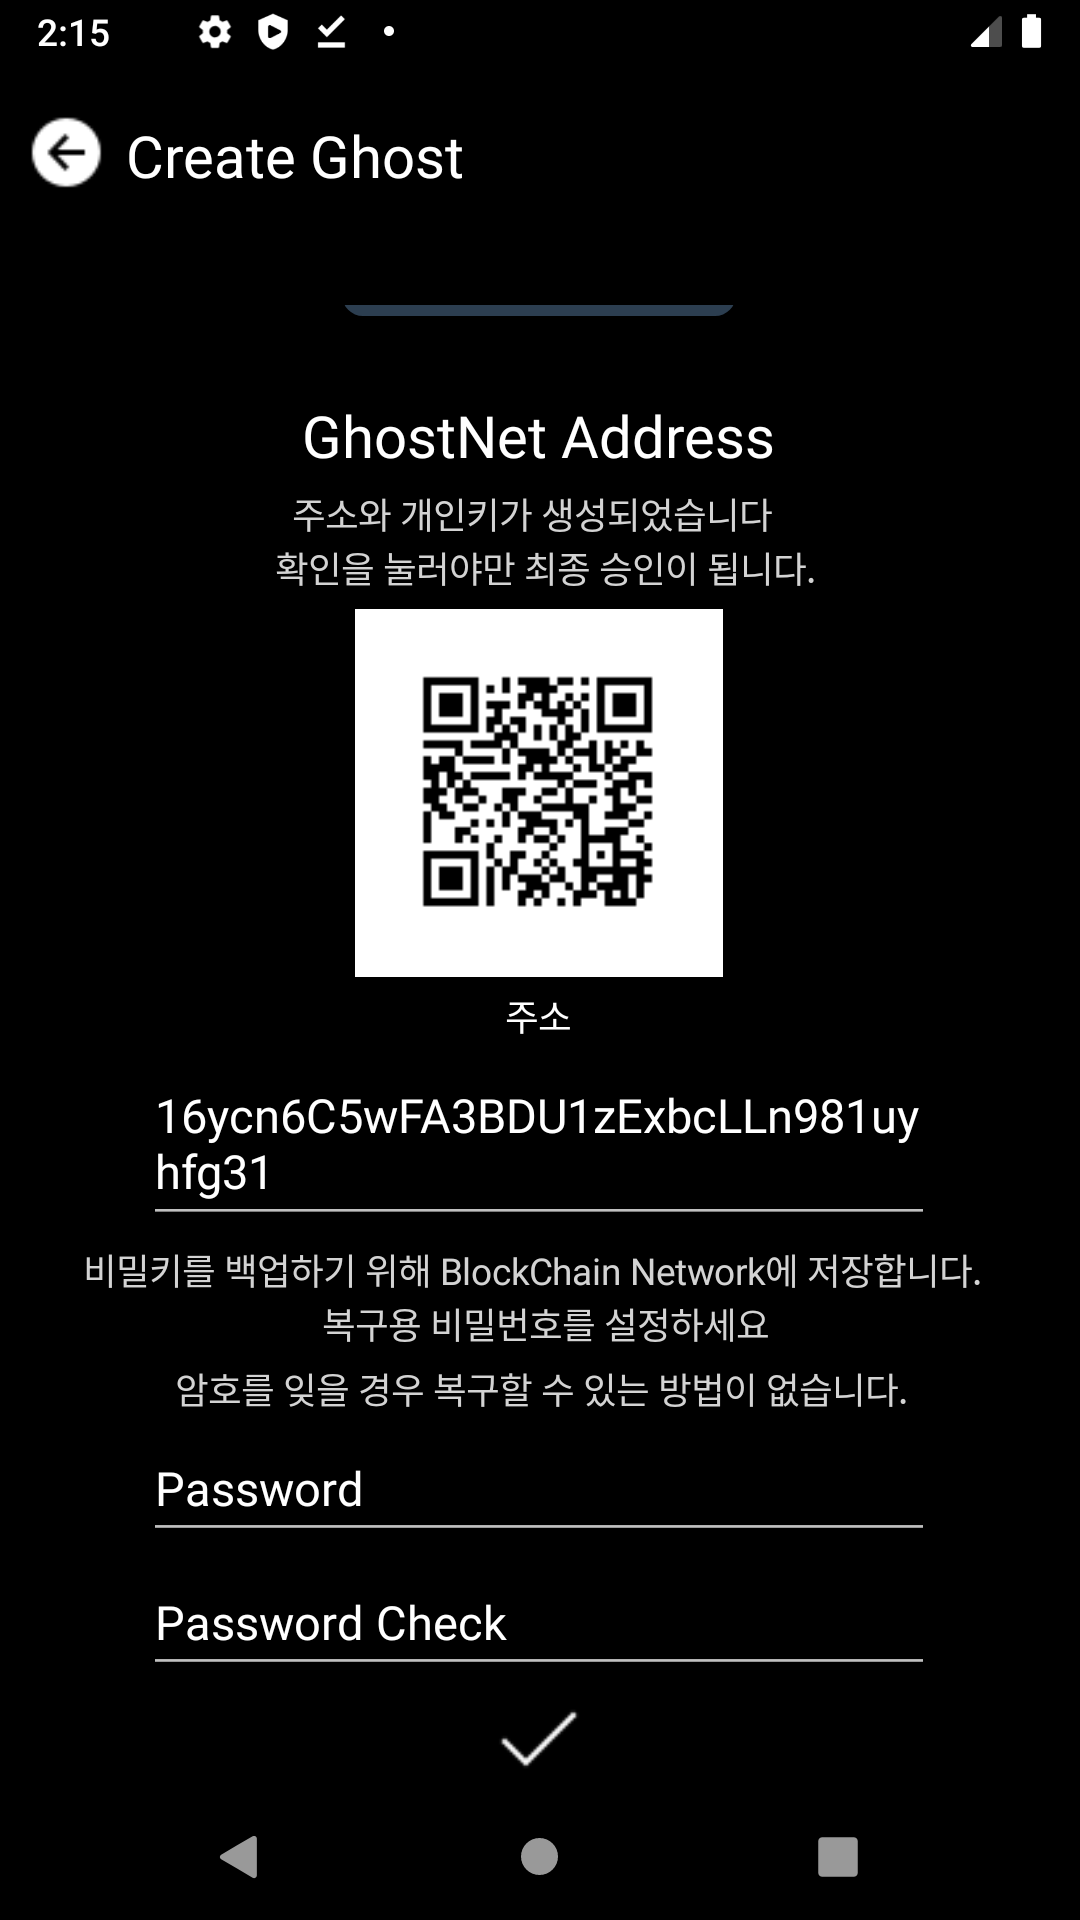 2:15
Create Ghost
GhostNet Address
주소와 개인키가 생성되었습니다
확인을 눌러야만 최종 승인이 됩니다.
주소
16ycn6C5wFA3BDU1zExbcLLn981uy
hfg31
비밀키를 백업하기 위해 BlockChain Network에 저장합니다.
복구용 비밀번호를 설정하세요
암호를 잊을 경우 복구할 수 있는 방법이 없습니다.
Password
Password Check